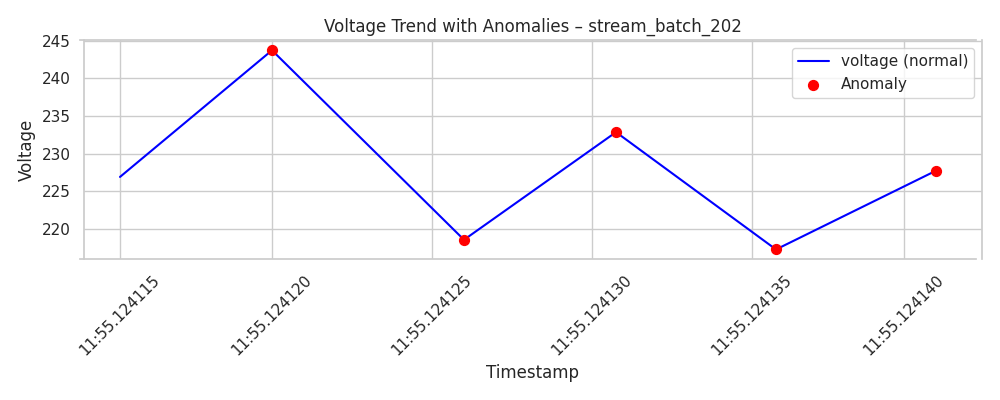 Voltage Trend with Anomalies – stream_batch_202
voltage (normal)
Anomaly
Voltage
245
240
235
230
225
220
11:55.124115
11:55.124120
11:55.124125
11:55.124130
11:55.124135
11:55.124140
Timestamp